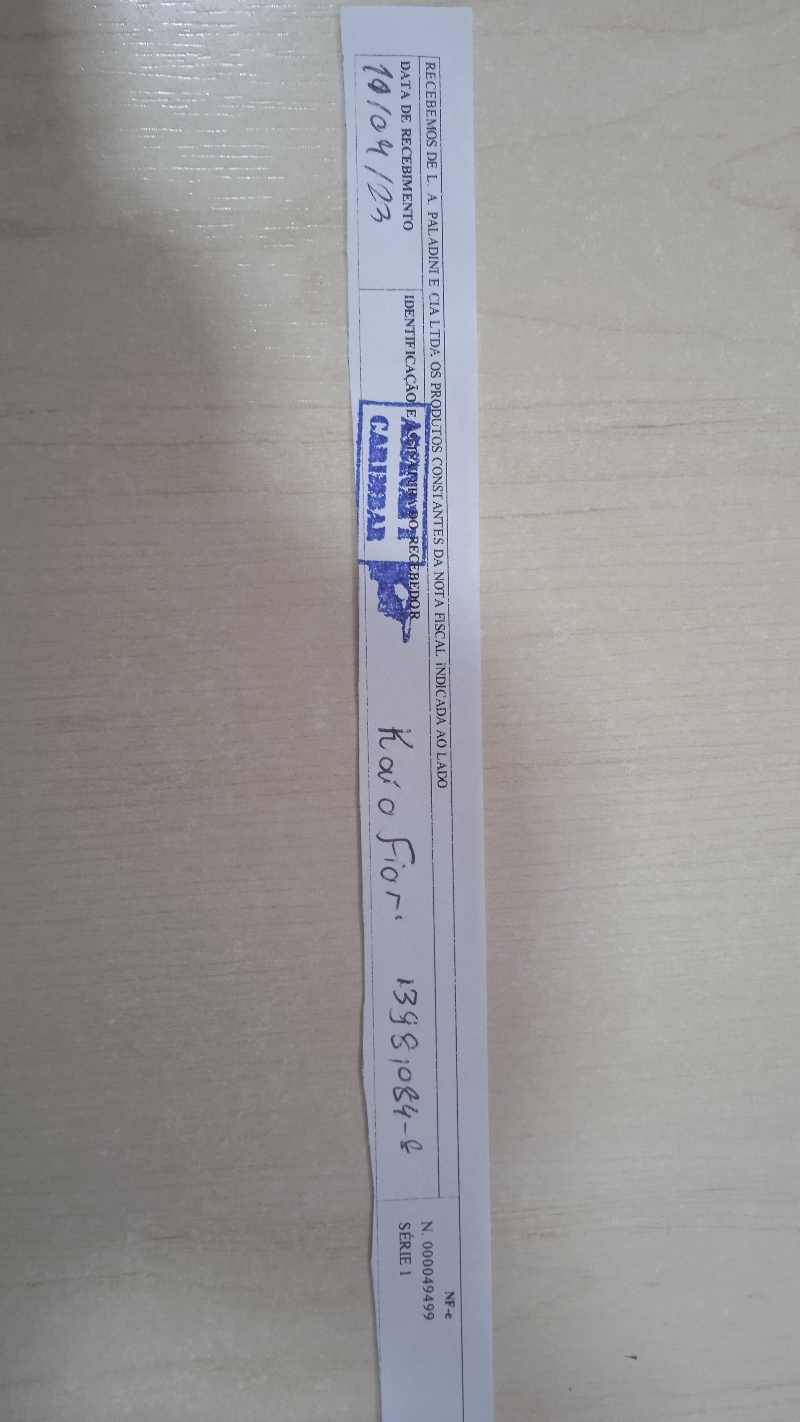 RECEBEMOS DE L. A. PALADINI E CIA LTDA OS PRODUTOS CONSTANTES DA NOTA FISCAL INDICADA AO LADO
DATA DE RECEBIMENTO
IDENTIFICAÇÃO E ASSINATURA DO RECEBEDOR
/04/23
CARIMBAR
Kaio Fiori
NF-e
N. 000049499
SÉRIE 1